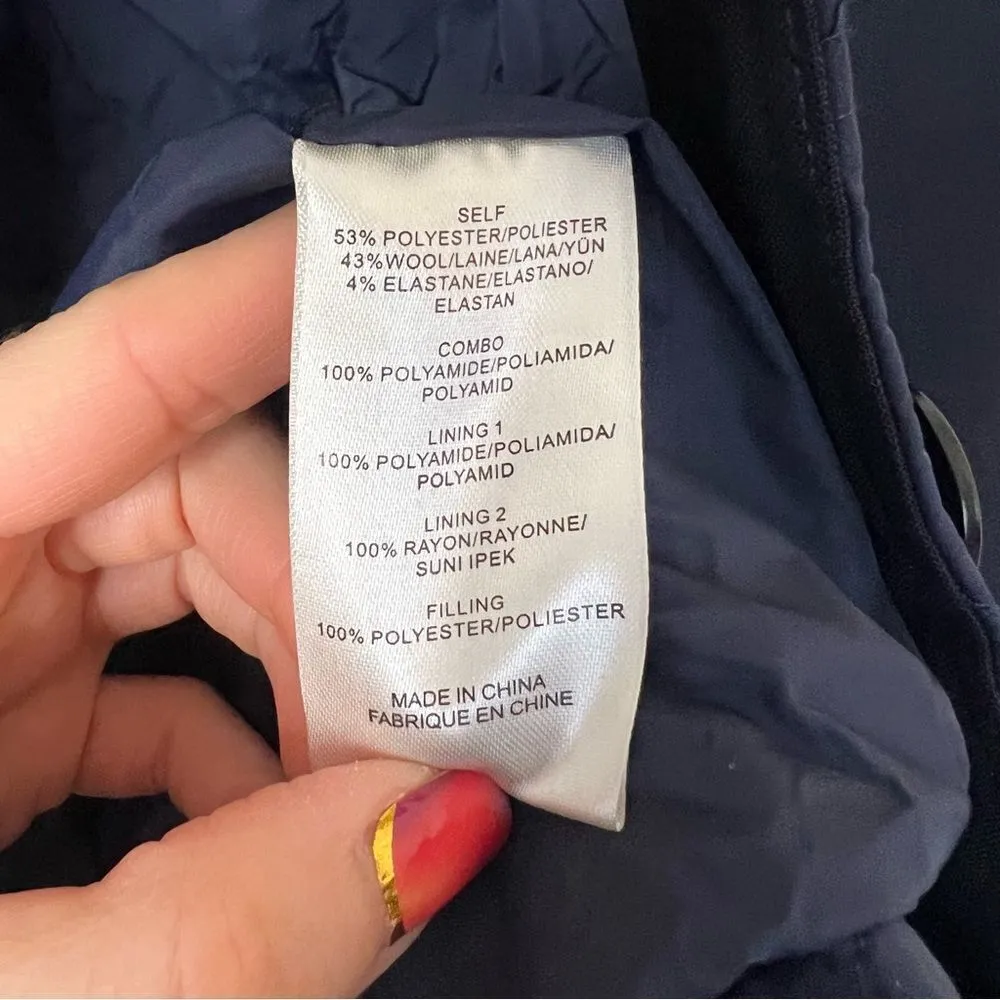 SELF
53% POLYESTER/POLIESTER
43%WOOL/LAINE/LANA/YÜN
4% ELASTANE/ELASTANO/
ELASTAN
COMBO
100% POLYAMIDE/POLIAMIDA/
POLYAMID
LINING 1
100% POLYAMIDE/POLIAMIDA/
POLYAMID
LINING 2
100% RAYON/RAYONNE/
SUNI IPEK
FILLING
100% POLYESTER/POLIESTER
MADE IN CHINA
FABRIQUE EN CHINE